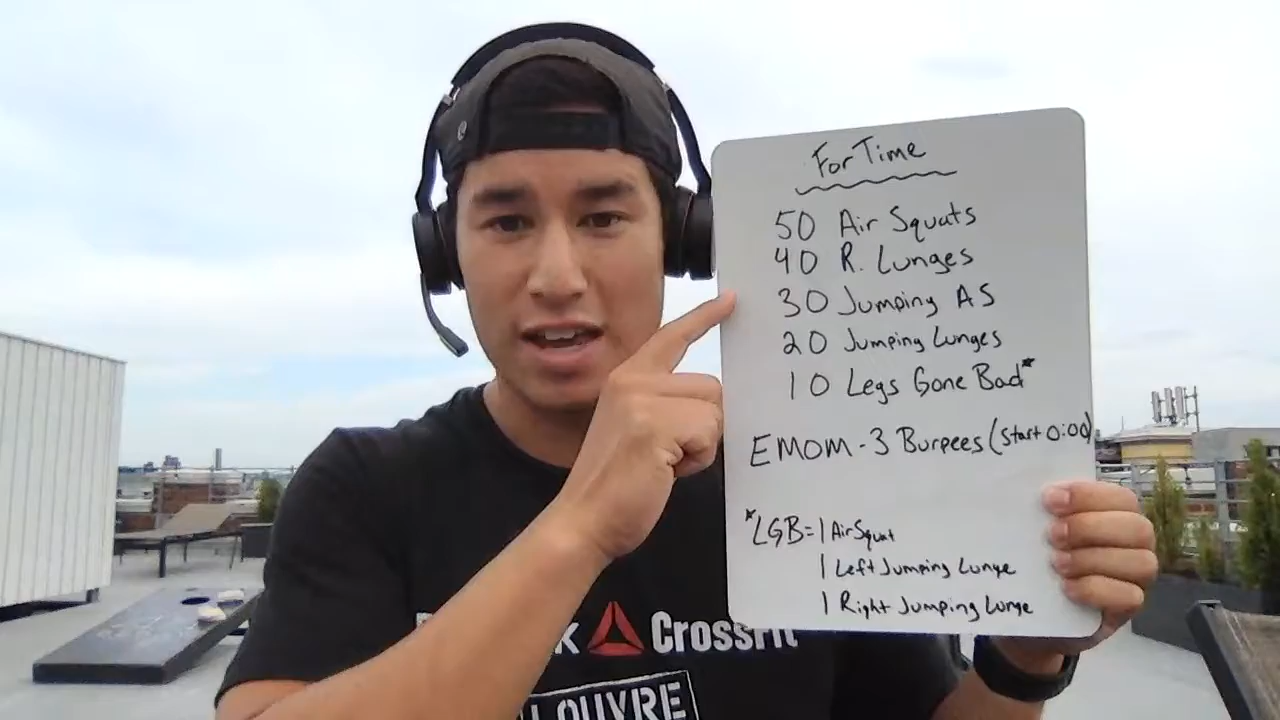 For Time
50 Air Squats
40 R. Lunges
30 Jumping AS
20 Jumping Lunges
10 Legs Gone Bad*
EMOM - 3 Burpees (Start 0:00)
*LGB = 1 Air Squat
1 Left Jumping Lunge
1 Right Jumping Lunge
CrossFit
LOUVRE